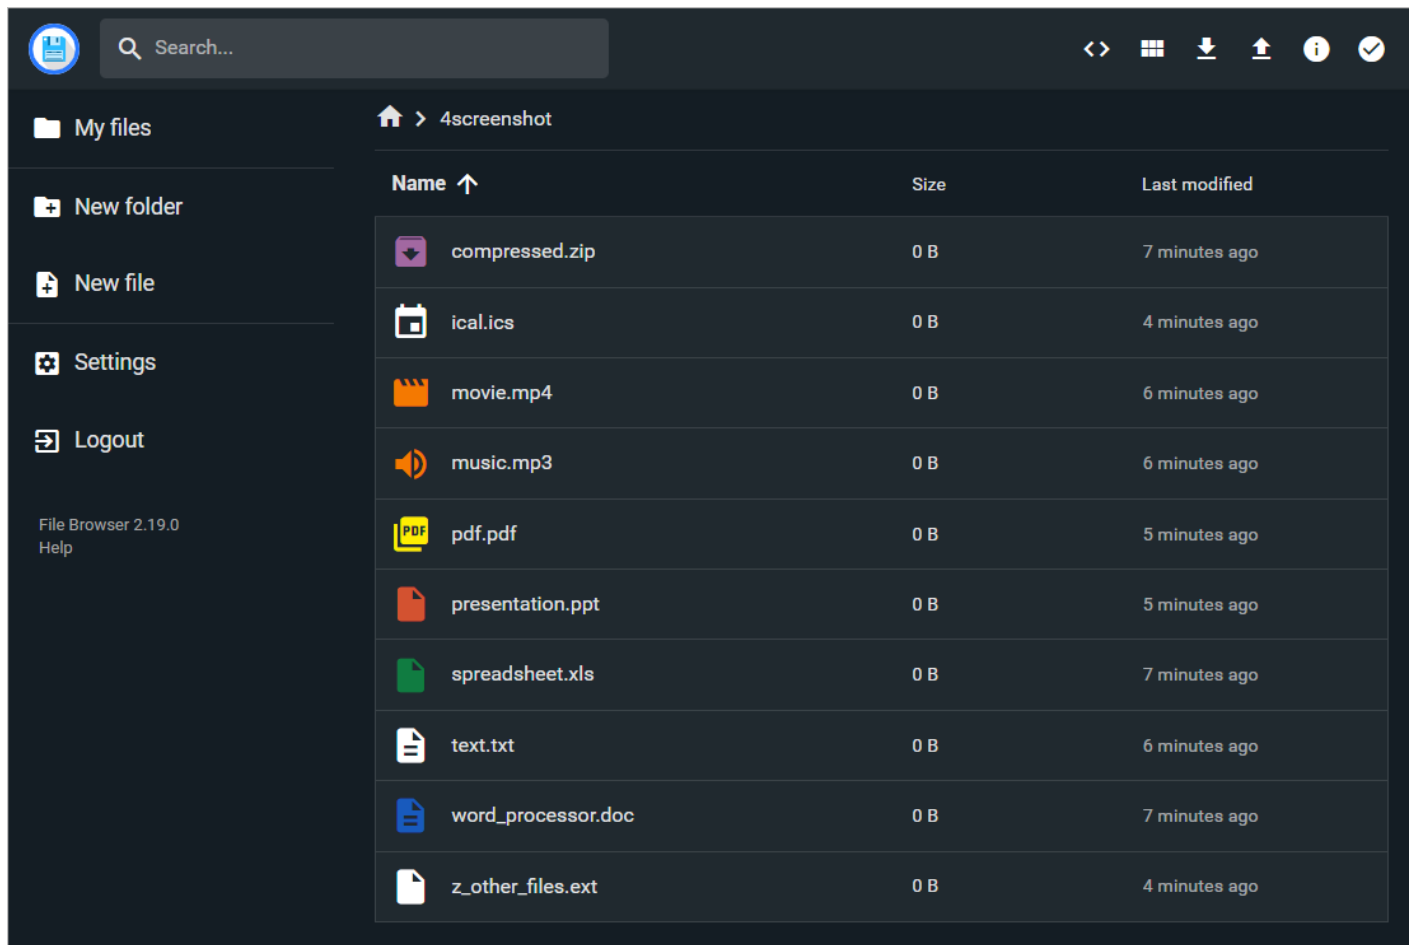 Search...
My files
New folder
New file
Settings
Logout
File Browser 2.19.0
Help
4screenshot
Name Size Last modified
compressed.zip 0 B 7 minutes ago
ical.ics 0 B 4 minutes ago
movie.mp4 0 B 6 minutes ago
music.mp3 0 B 6 minutes ago
PDF pdf.pdf 0 B 5 minutes ago
presentation.ppt 0 B 5 minutes ago
spreadsheet.xls 0 B 7 minutes ago
text.txt 0 B 6 minutes ago
word_processor.doc 0 B 7 minutes ago
z_other_files.ext 0 B 4 minutes ago